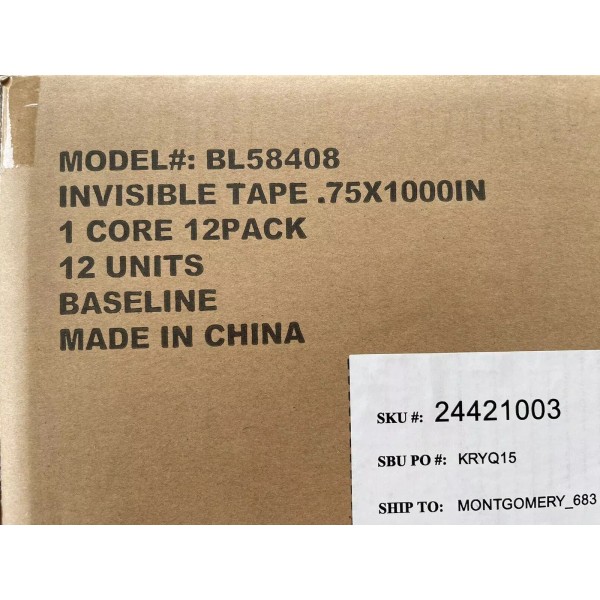 MODEL#: BL58408
INVISIBLE TAPE .75X1000IN
1 CORE 12PACK
12 UNITS
BASELINE
MADE IN CHINA
SKU #: 24421003
SBU PO #: KRYQ15
SHIP TO: MONTGOMERY_683